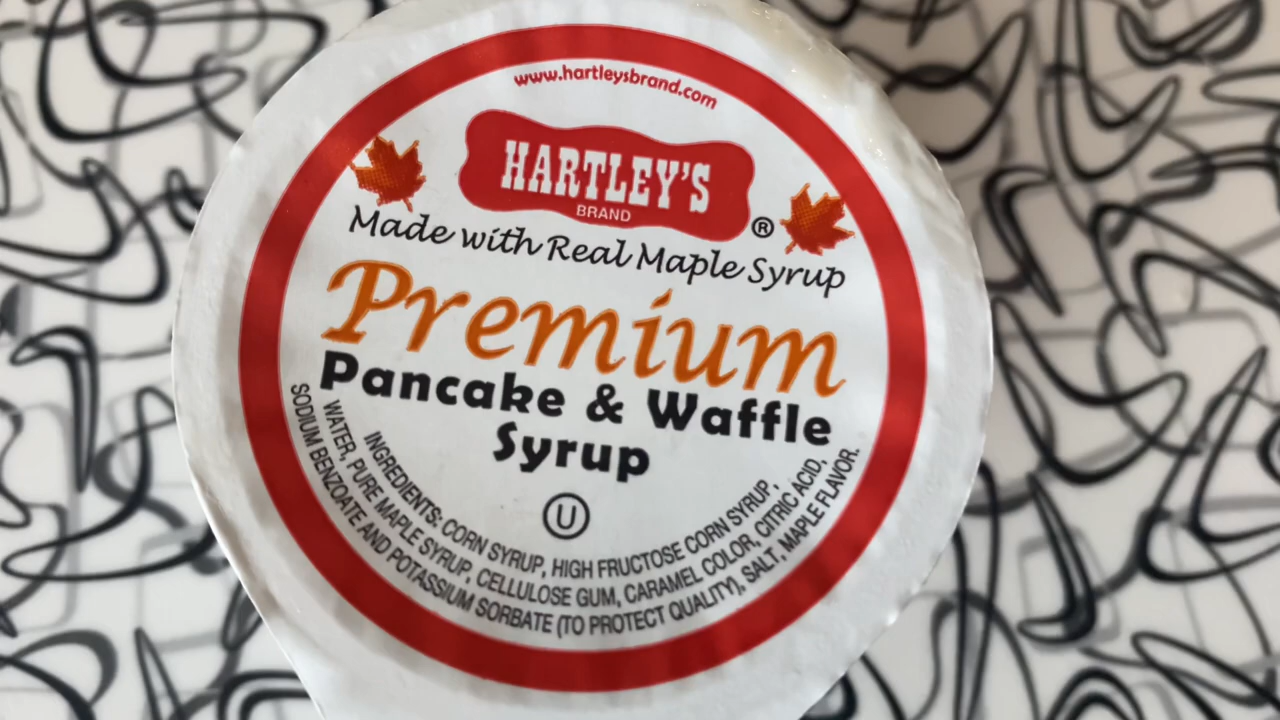 www.hartleysbrand.com
HARTLEY'S
BRAND
®
Made with Real Maple Syrup
Premium
Pancake & Waffle
Syrup
U
INGREDIENTS: CORN SYRUP, HIGH FRUCTOSE CORN SYRUP,
WATER, PURE MAPLE SYRUP, CELLULOSE GUM, CARAMEL COLOR, CITRIC ACID,
SODIUM BENZOATE AND POTASSIUM SORBATE (TO PROTECT QUALITY), SALT, MAPLE FLAVOR.